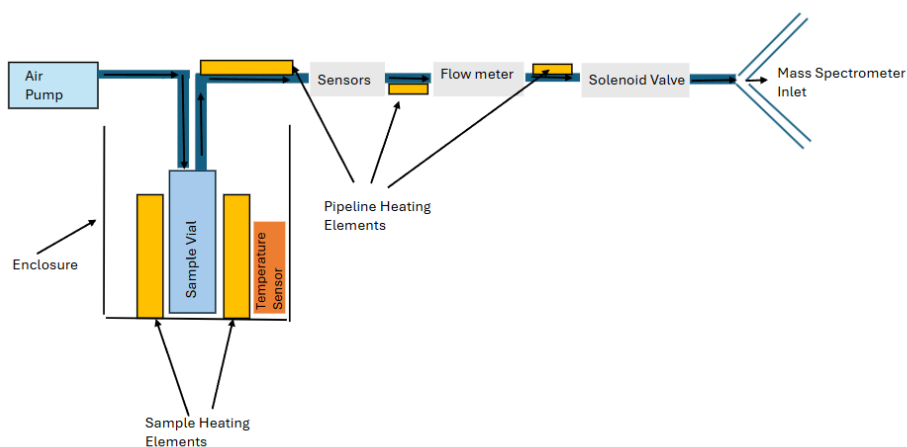 Air
Pump
Sensors
Flow meter
Solenoid Valve
Mass Spectrometer
Inlet
Pipeline Heating
Elements
Enclosure
Sample Vial
Temperature
Sensor
Sample Heating
Elements